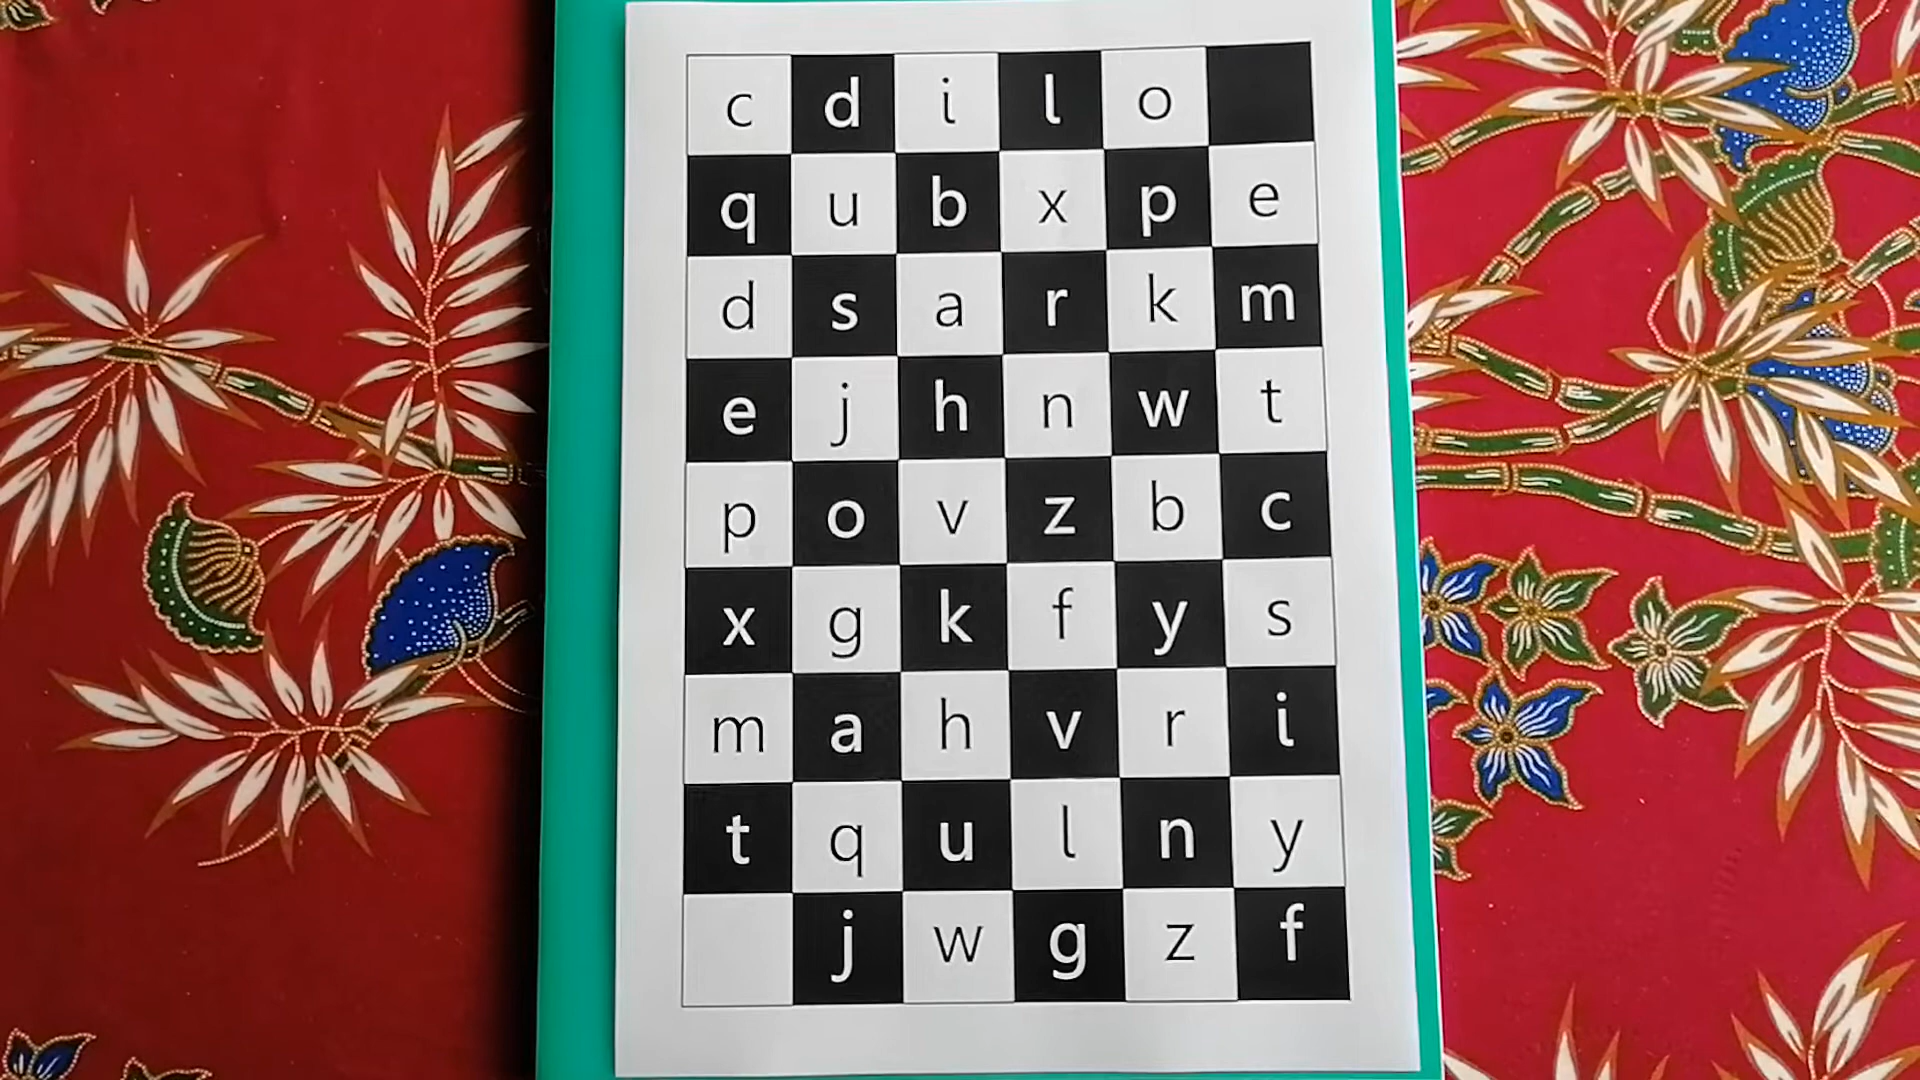 c d i l o
q u b x p e
d s a r k m
e j h n w t
p o v z b c
x g k f y s
m a h v r i
t q u l n y
j w g z f